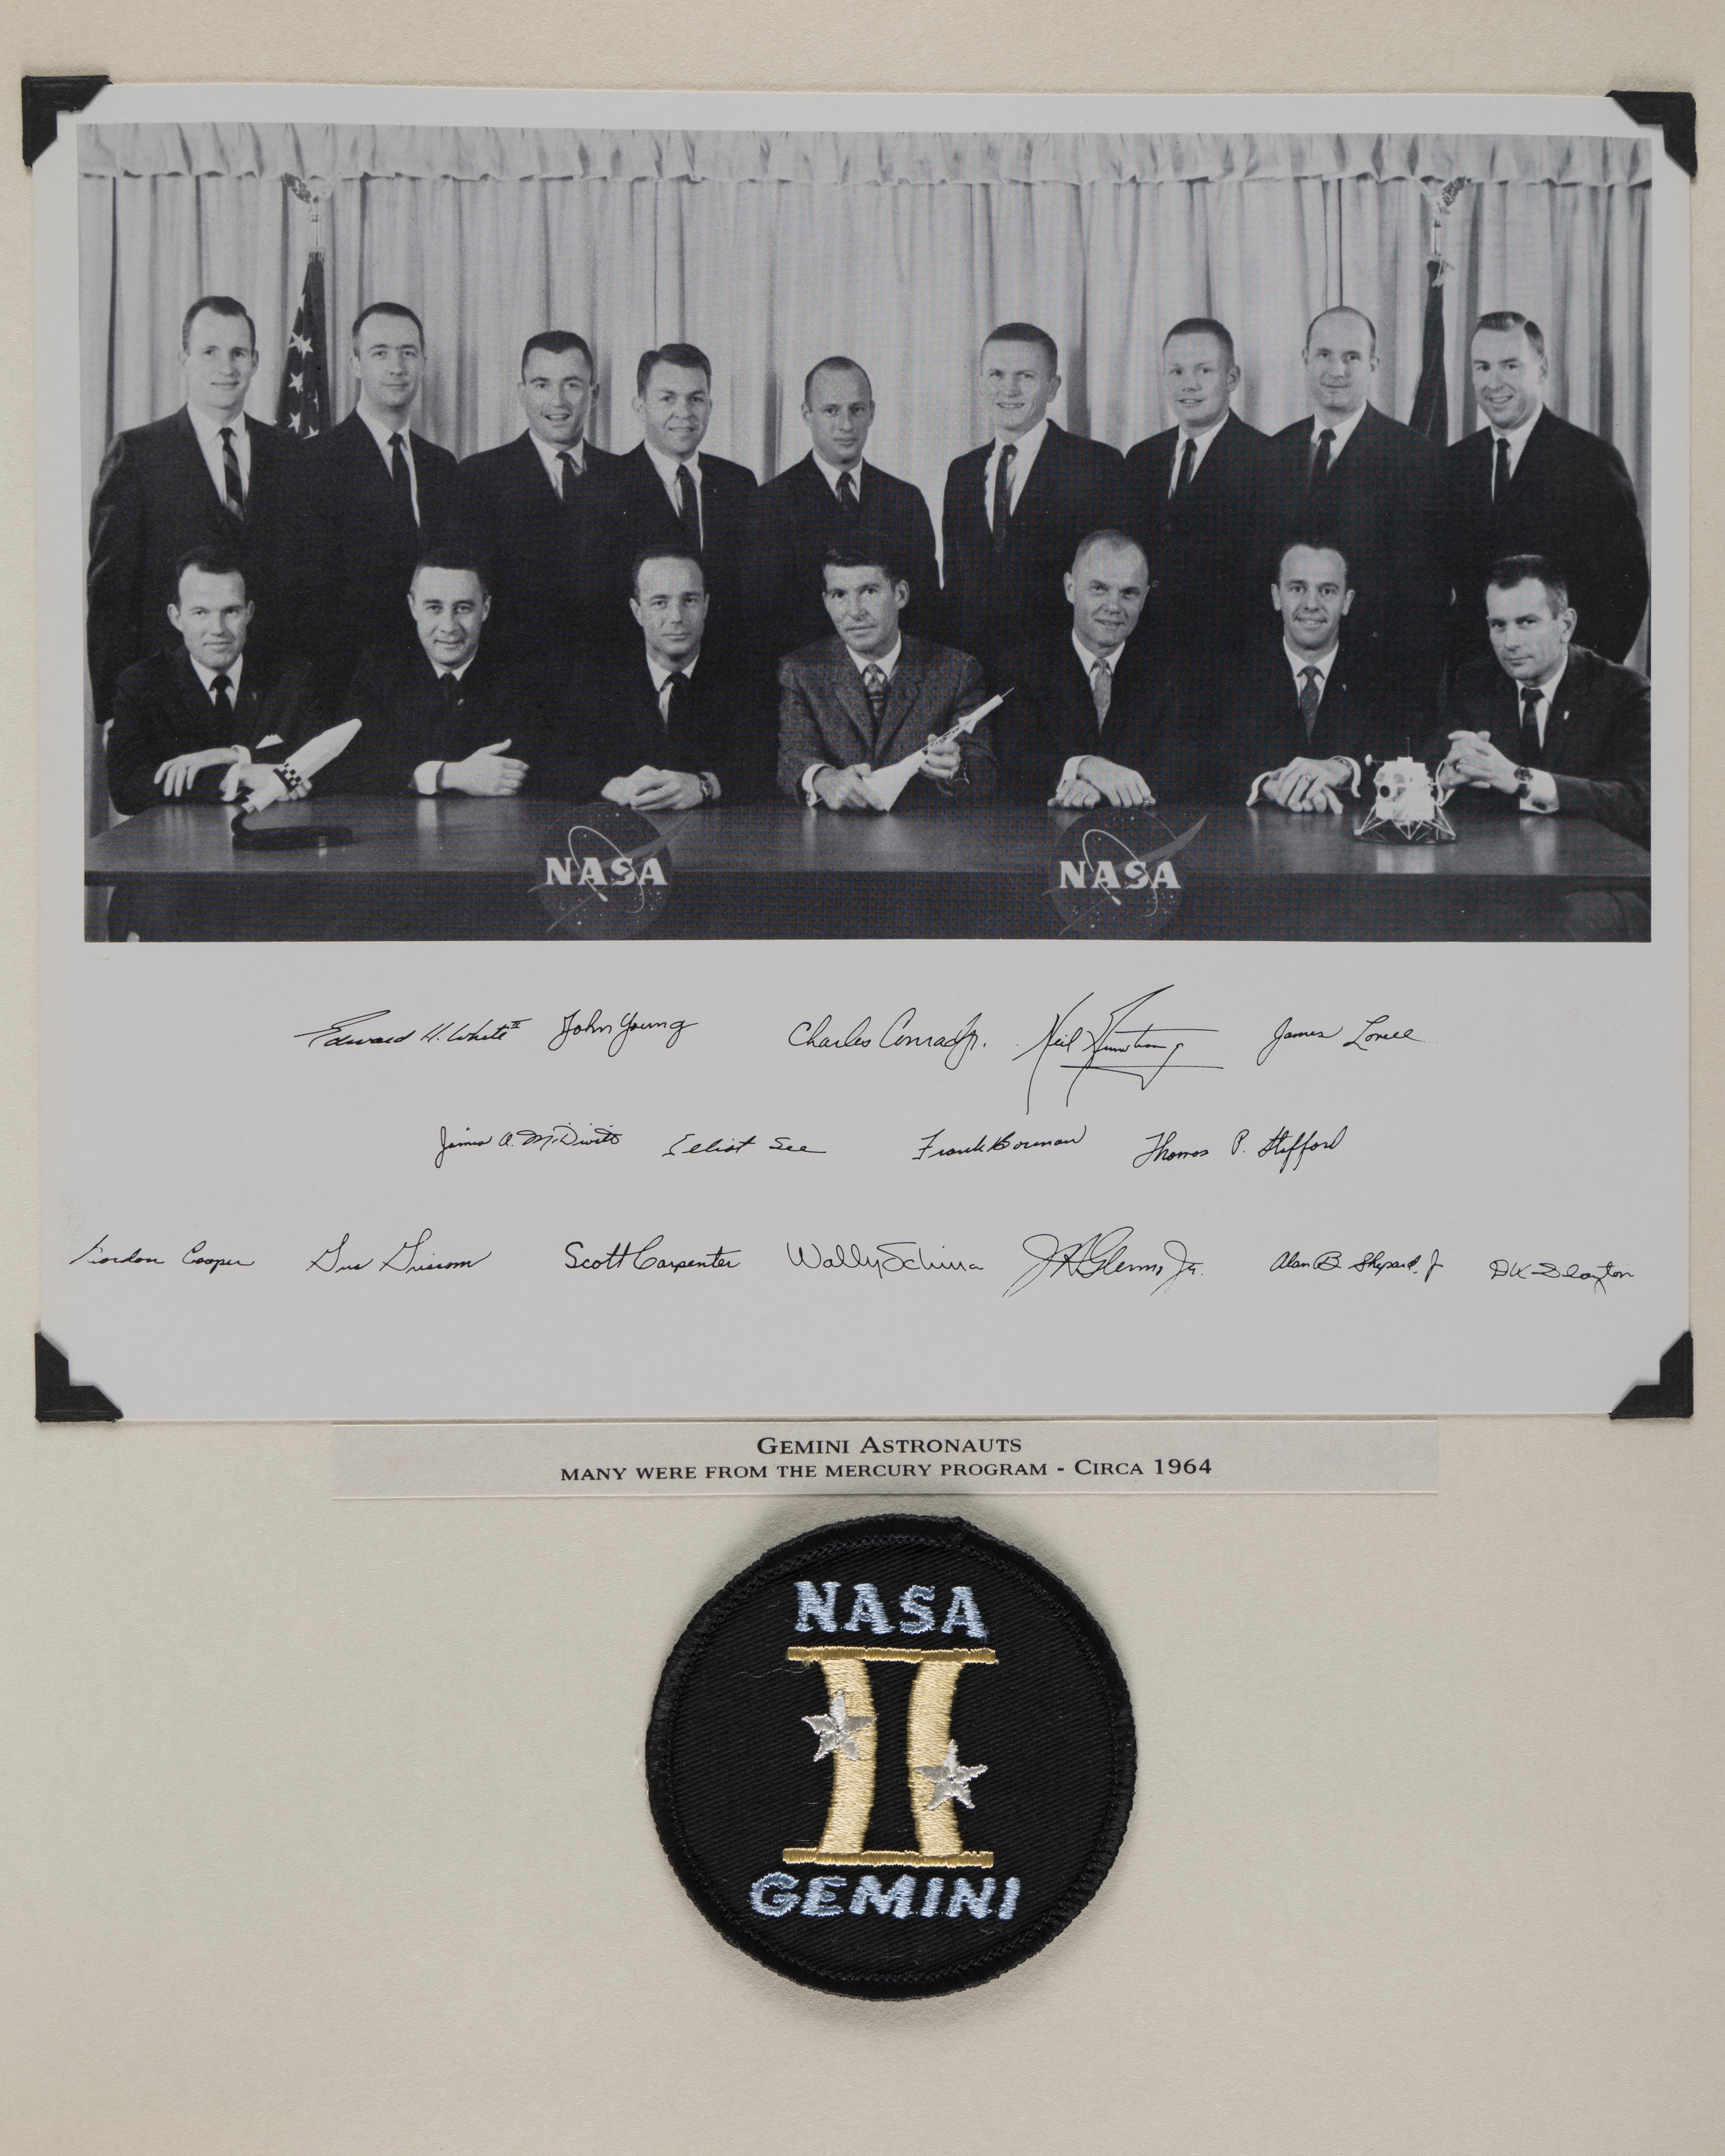 NASA NASA
Edward H. White II John Young Charles Conrad Jr. Neil Armstrong James Lovell
James A. McDivitt Elliot See Frank Borman Thomas P. Stafford
Gordon Cooper Gus Grissom Scott Carpenter Wally Schirra JH Glenn Jr. Alan B. Shepard, Jr DK Slayton
GEMINI ASTRONAUTS
MANY WERE FROM THE MERCURY PROGRAM - CIRCA 1964
NASA
GEMINI